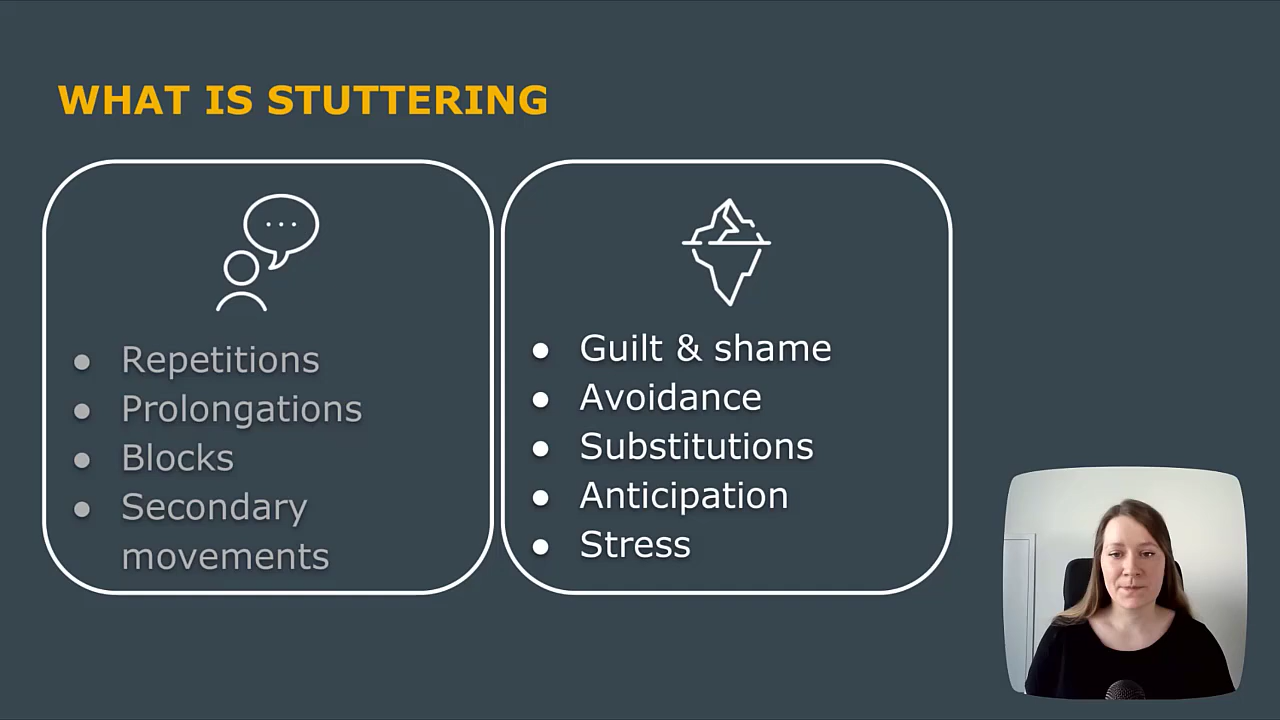 WHAT IS STUTTERING
● Repetitions
● Prolongations
● Blocks
● Secondary
movements
● Guilt & shame
● Avoidance
● Substitutions
● Anticipation
● Stress